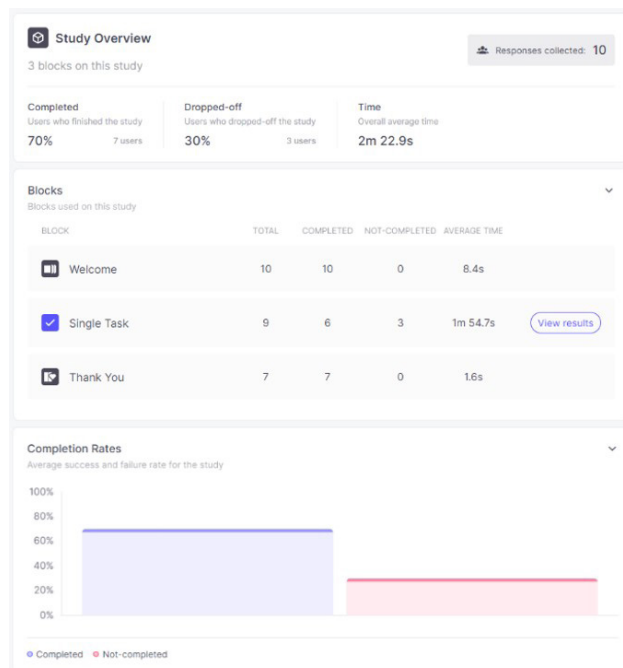 Study Overview
3 blocks on this study
Responses collected: 10
Completed
Users who finished the study
70% 7 users
Dropped-off
Users who dropped-off the study
30% 3 users
Time
Overall average time
2m 22.9s
Blocks
Blocks used on this study
BLOCK TOTAL COMPLETED NOT-COMPLETED AVERAGE TIME
Welcome 10 10 0 8.4s
Single Task 9 6 3 1m 54.7s View results
Thank You 7 7 0 1.6s
Completion Rates
Average success and failure rate for the study
100%
80%
60%
40%
20%
0%
Completed Not-completed